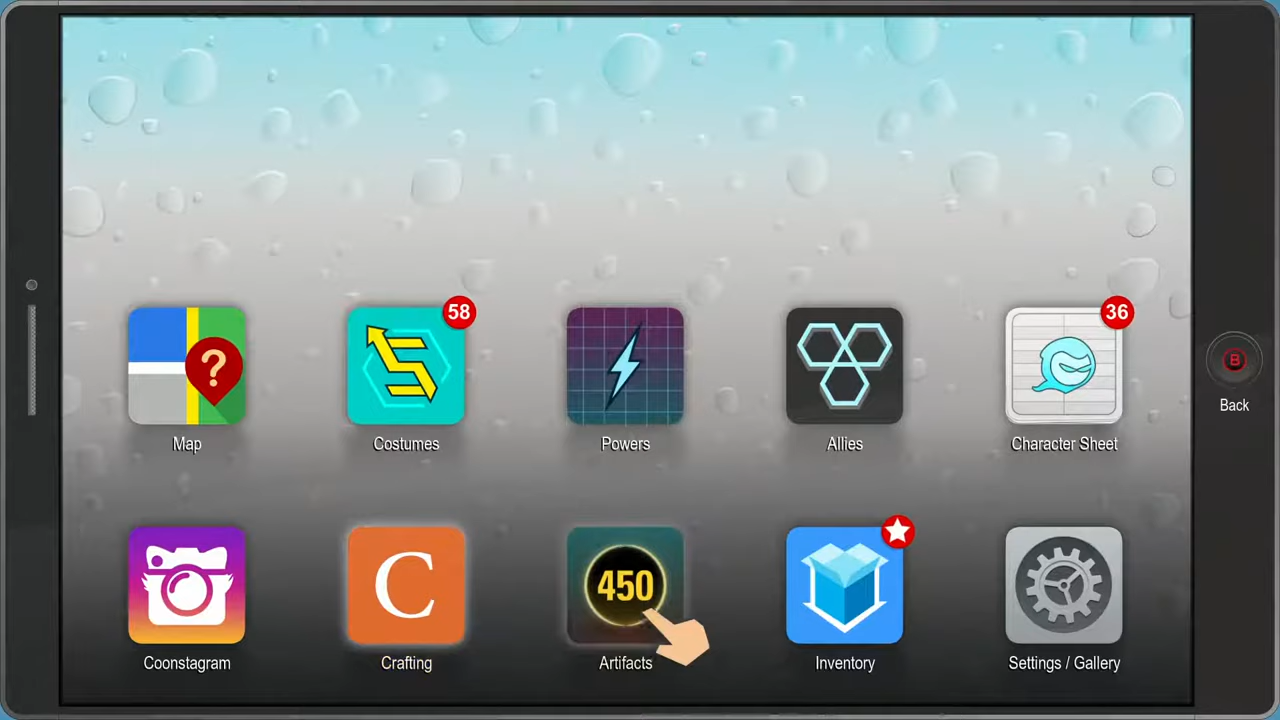 58
36
?
B
Back
Map
Costumes
Powers
Allies
Character Sheet
C
450
Coonstagram
Crafting
Artifacts
Inventory
Settings / Gallery